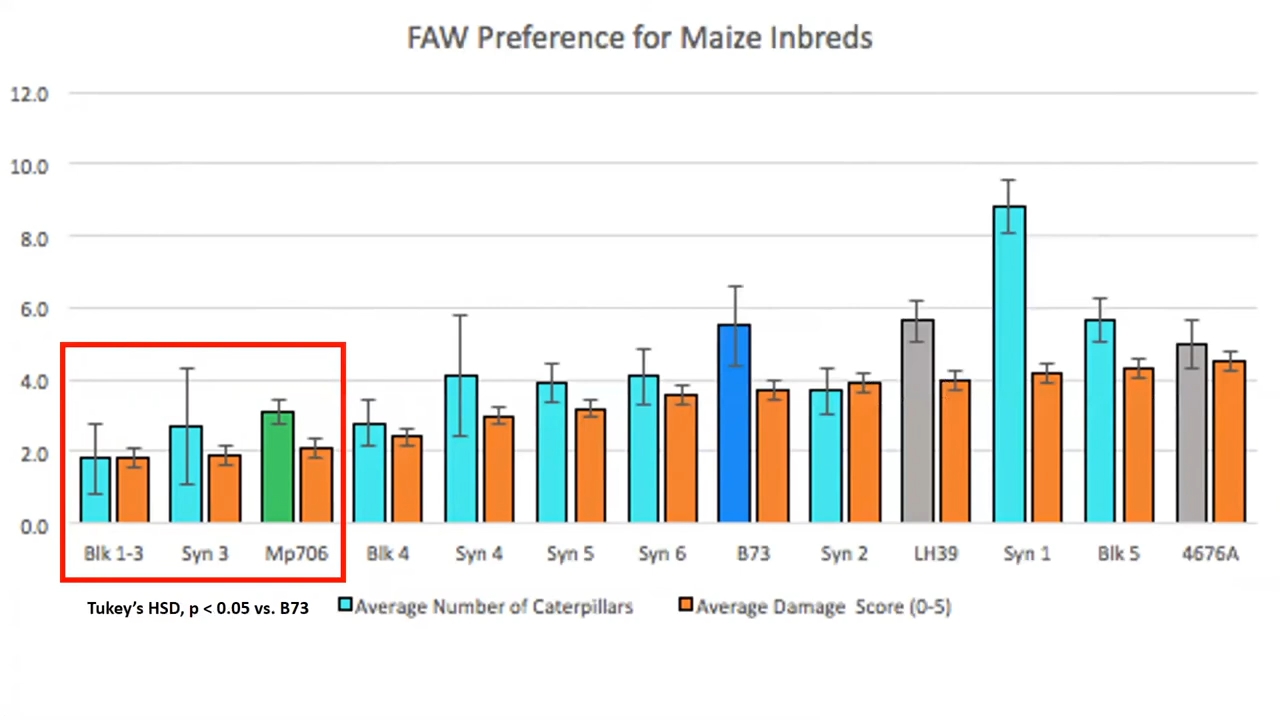 FAW Preference for Maize Inbreds
12.0
10.0
8.0
6.0
4.0
2.0
0.0
Blk 1-3 Syn 3 Mp706 Blk 4 Syn 4 Syn 5 Syn 6 B73 Syn 2 LH39 Syn 1 Blk 5 4676A
Tukey’s HSD, p < 0.05 vs. B73 Average Number of Caterpillars Average Damage Score (0-5)